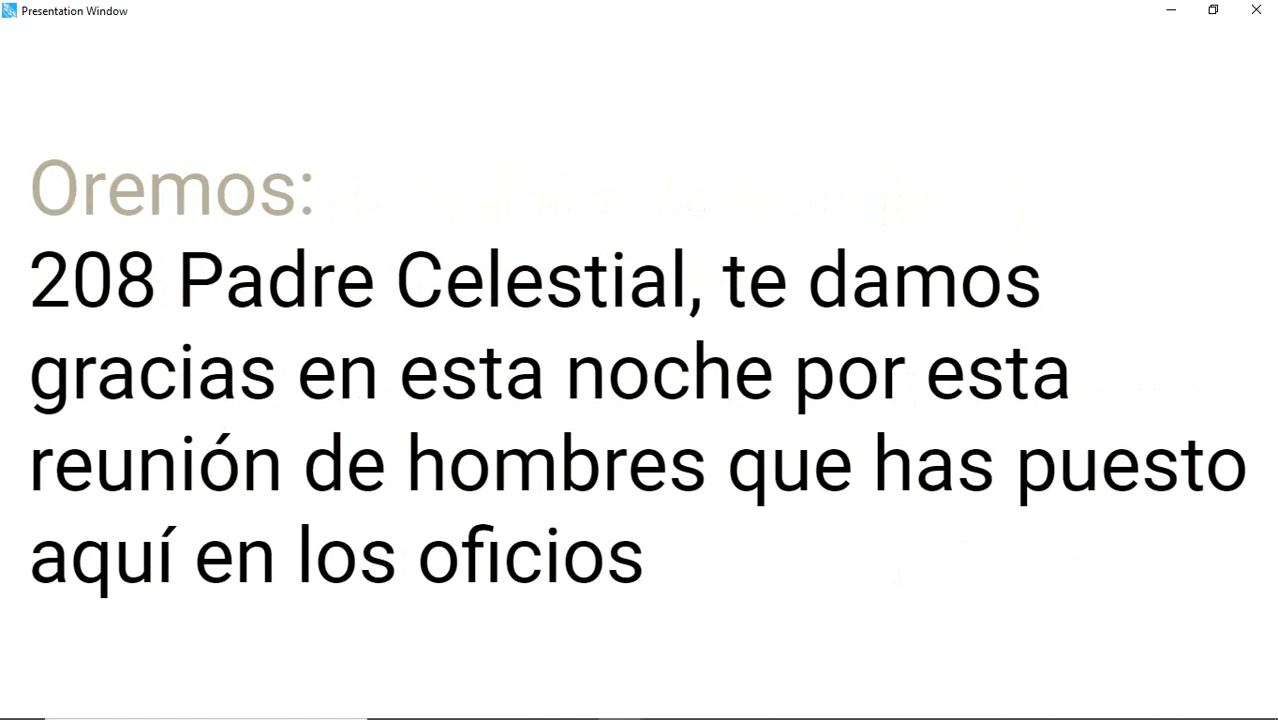 Presentation Window
Oremos:
208 Padre Celestial, te damos
gracias en esta noche por esta
reunión de hombres que has puesto
aquí en los oficios